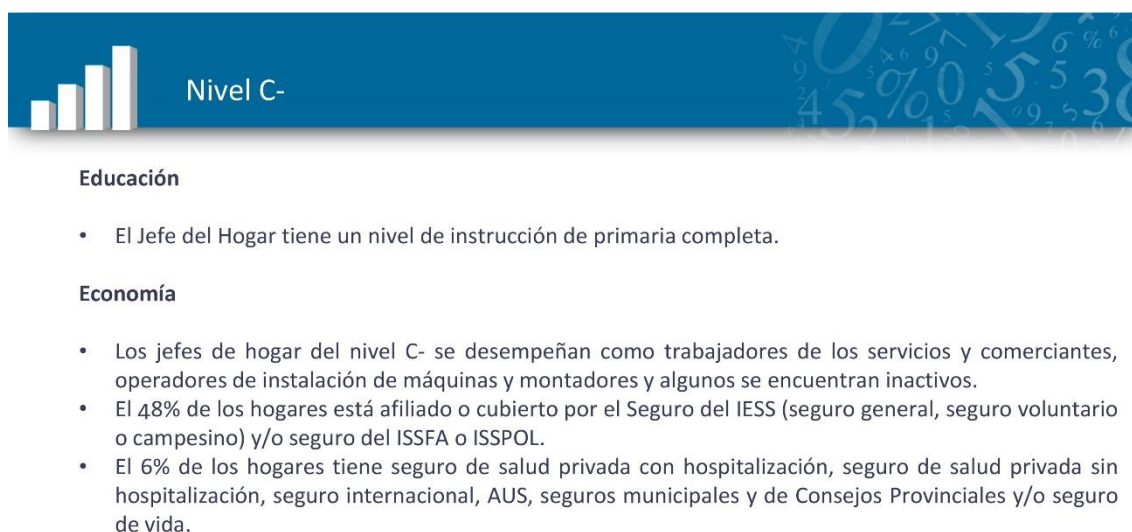 Nivel C-
Educación
• El Jefe del Hogar tiene un nivel de instrucción de primaria completa.
Economía
• Los jefes de hogar del nivel C- se desempeñan como trabajadores de los servicios y comerciantes,
operadores de instalación de máquinas y montadores y algunos se encuentran inactivos.
• El 48% de los hogares está afiliado o cubierto por el Seguro del IESS (seguro general, seguro voluntario
o campesino) y/o seguro del ISSFA o ISSPOL.
• El 6% de los hogares tiene seguro de salud privada con hospitalización, seguro de salud privada sin
hospitalización, seguro internacional, AUS, seguros municipales y de Consejos Provinciales y/o seguro
de vida.